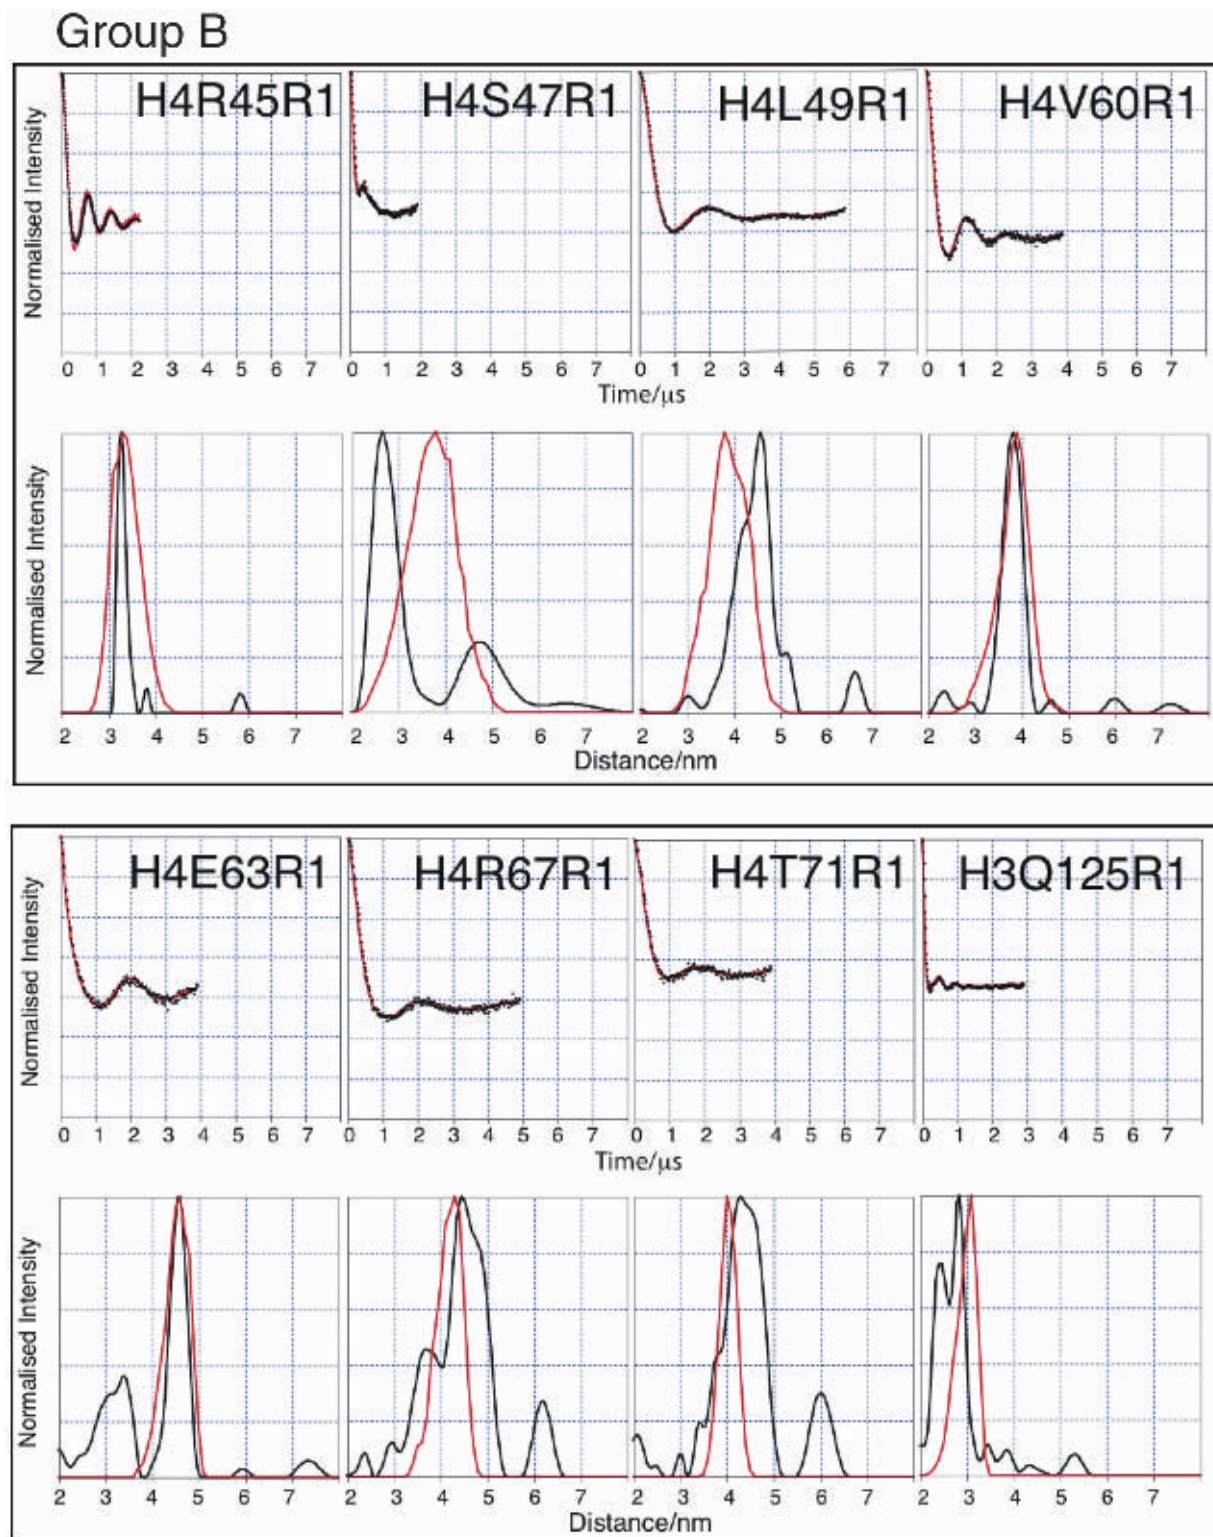 Group B
H4R45R1 H4S47R1 H4L49R1 H4V60R1
Normalised Intensity
0 1 2 3 4 5 6 7 0 1 2 3 4 5 6 7 0 1 2 3 4 5 6 7 0 1 2 3 4 5 6 7
Time/μs
Normalised Intensity
2 3 4 5 6 7 2 3 4 5 6 7 2 3 4 5 6 7 2 3 4 5 6 7
Distance/nm
H4E63R1 H4R67R1 H4T71R1 H3Q125R1
Normalised Intensity
0 1 2 3 4 5 6 7 0 1 2 3 4 5 6 7 0 1 2 3 4 5 6 7 0 1 2 3 4 5 6 7
Time/μs
Normalised Intensity
2 3 4 5 6 7 2 3 4 5 6 7 2 3 4 5 6 7 2 3 4 5 6 7
Distance/nm